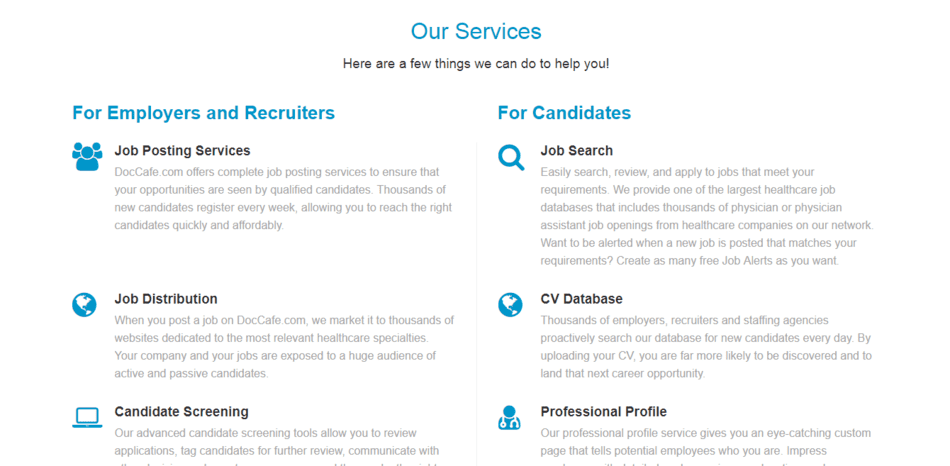 Our Services
Here are a few things we can do to help you!
For Employers and Recruiters
Job Posting Services
DocCafe.com offers complete job posting services to ensure that
your opportunities are seen by qualified candidates. Thousands of
new candidates register every week, allowing you to reach the right
candidates quickly and affordably.
Job Distribution
When you post a job on DocCafe.com, we market it to thousands of
websites dedicated to the most relevant healthcare specialties.
Your company and your jobs are exposed to a huge audience of
active and passive candidates.
Candidate Screening
Our advanced candidate screening tools allow you to review
applications, tag candidates for further review, communicate with
For Candidates
Job Search
Easily search, review, and apply to jobs that meet your
requirements. We provide one of the largest healthcare job
databases that includes thousands of physician or physician
assistant job openings from healthcare companies on our network.
Want to be alerted when a new job is posted that matches your
requirements? Create as many free Job Alerts as you want.
CV Database
Thousands of employers, recruiters and staffing agencies
proactively search our database for new candidates every day. By
uploading your CV, you are far more likely to be discovered and to
land that next career opportunity.
Professional Profile
Our professional profile service gives you an eye-catching custom
page that tells potential employees who you are. Impress